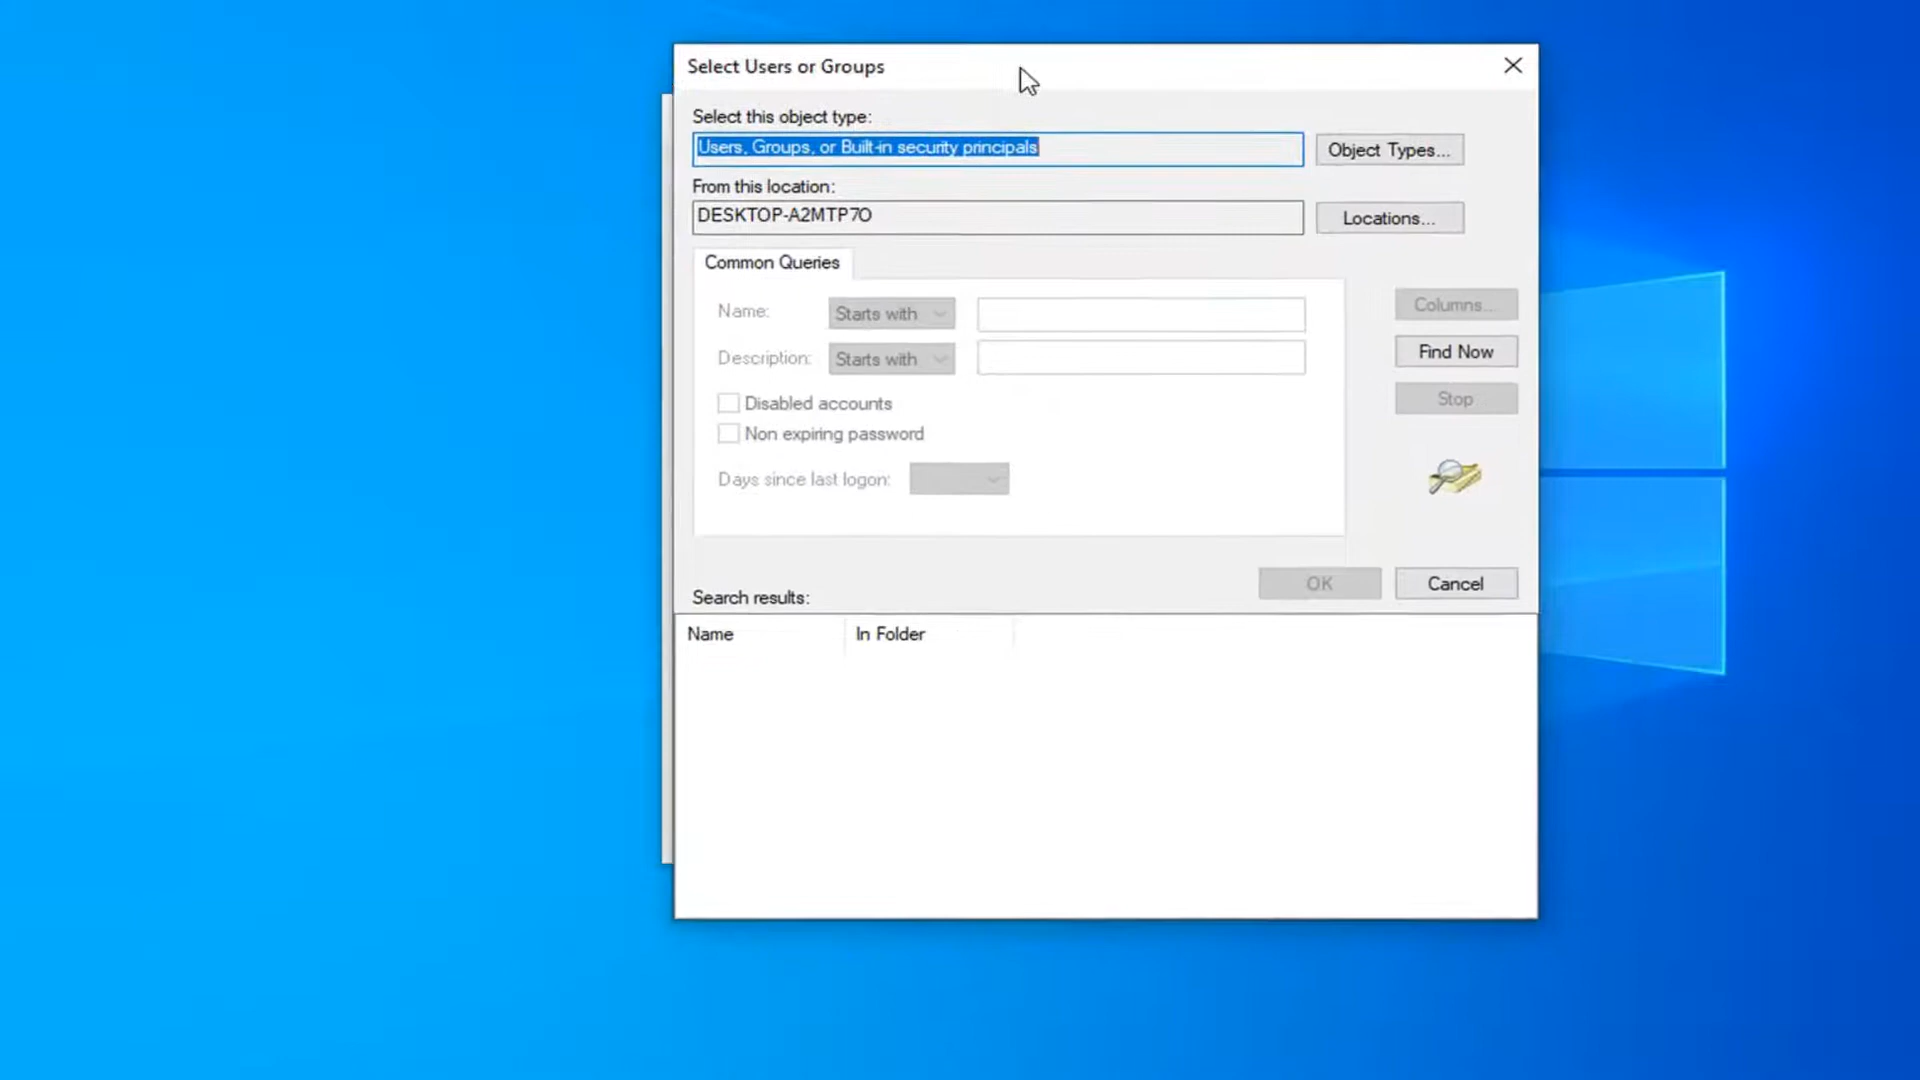 Select Users or Groups
Select this object type:
Users, Groups, or Built-in security principals
Object Types...
From this location:
DESKTOP-A2MTP7O
Locations...
Common Queries
Name: Starts with
Columns...
Description: Starts with
Find Now
Disabled accounts
Stop
Non expiring password
Days since last logon:
OK Cancel
Search results:
Name In Folder